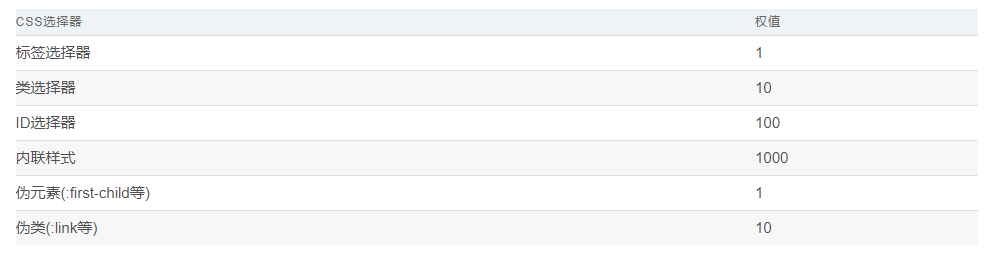 CSS选择器 权值
标签选择器 1
类选择器 10
ID选择器 100
内联样式 1000
伪元素(:first-child等) 1
伪类(:link等) 10